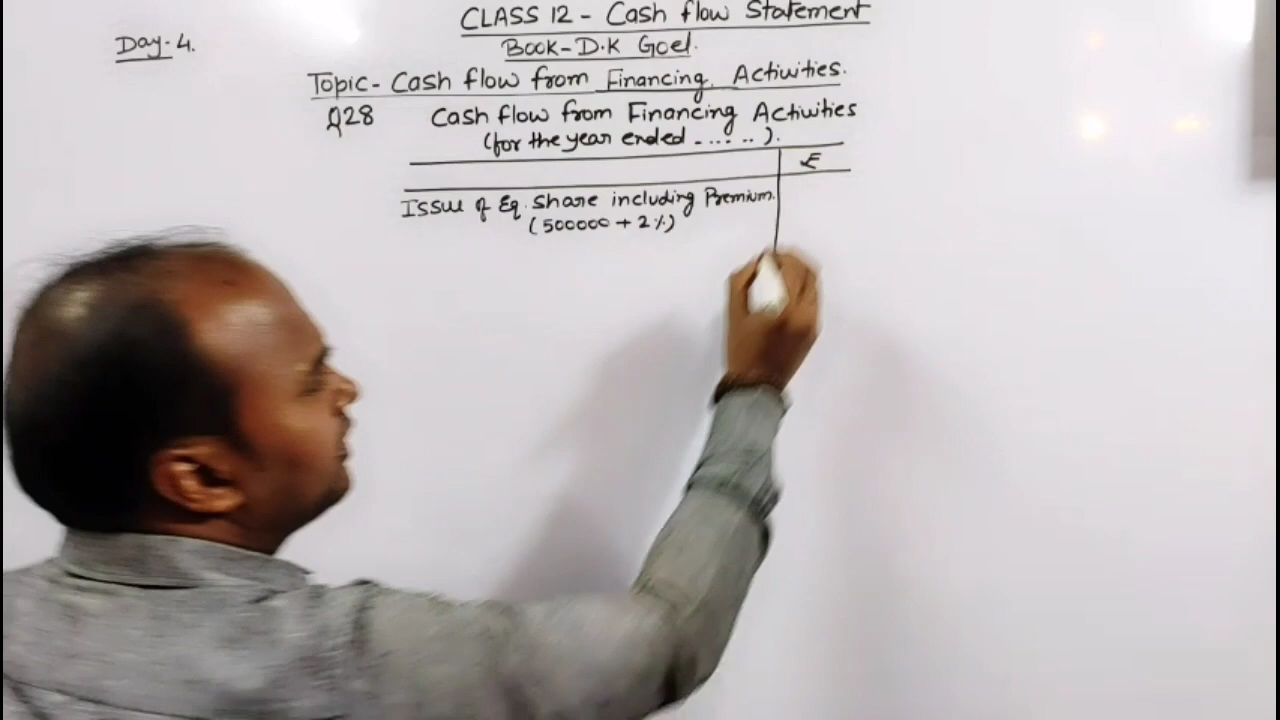 CLASS 12 - Cash flow Statement
Day-4.
Book-D.K Goel.
Topic- Cash flow from Financing Activities.
Q28 Cash flow from Financing Activities
(for the year ended ........).
₹
Issue of Eq. Share including Premium.
(500000 + 2%)